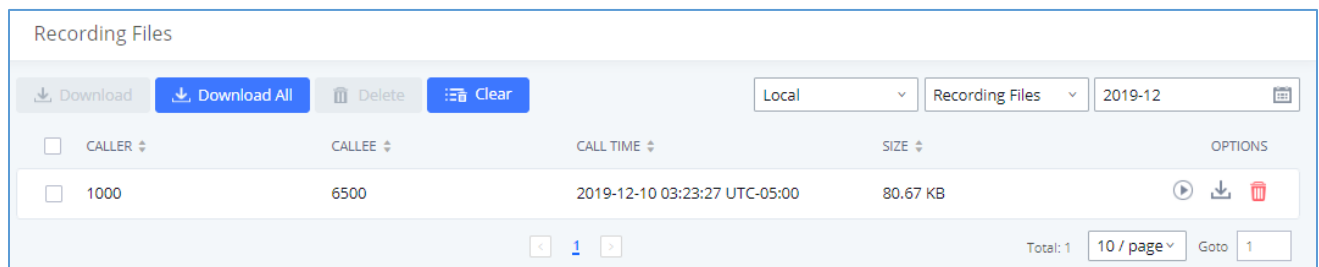 Recording Files
Download Download All Delete Clear Local Recording Files 2019-12
CALLER CALLEE CALL TIME SIZE OPTIONS
1000 6500 2019-12-10 03:23:27 UTC-05:00 80.67 KB
< 1 > Total: 1 10 / page Goto 1